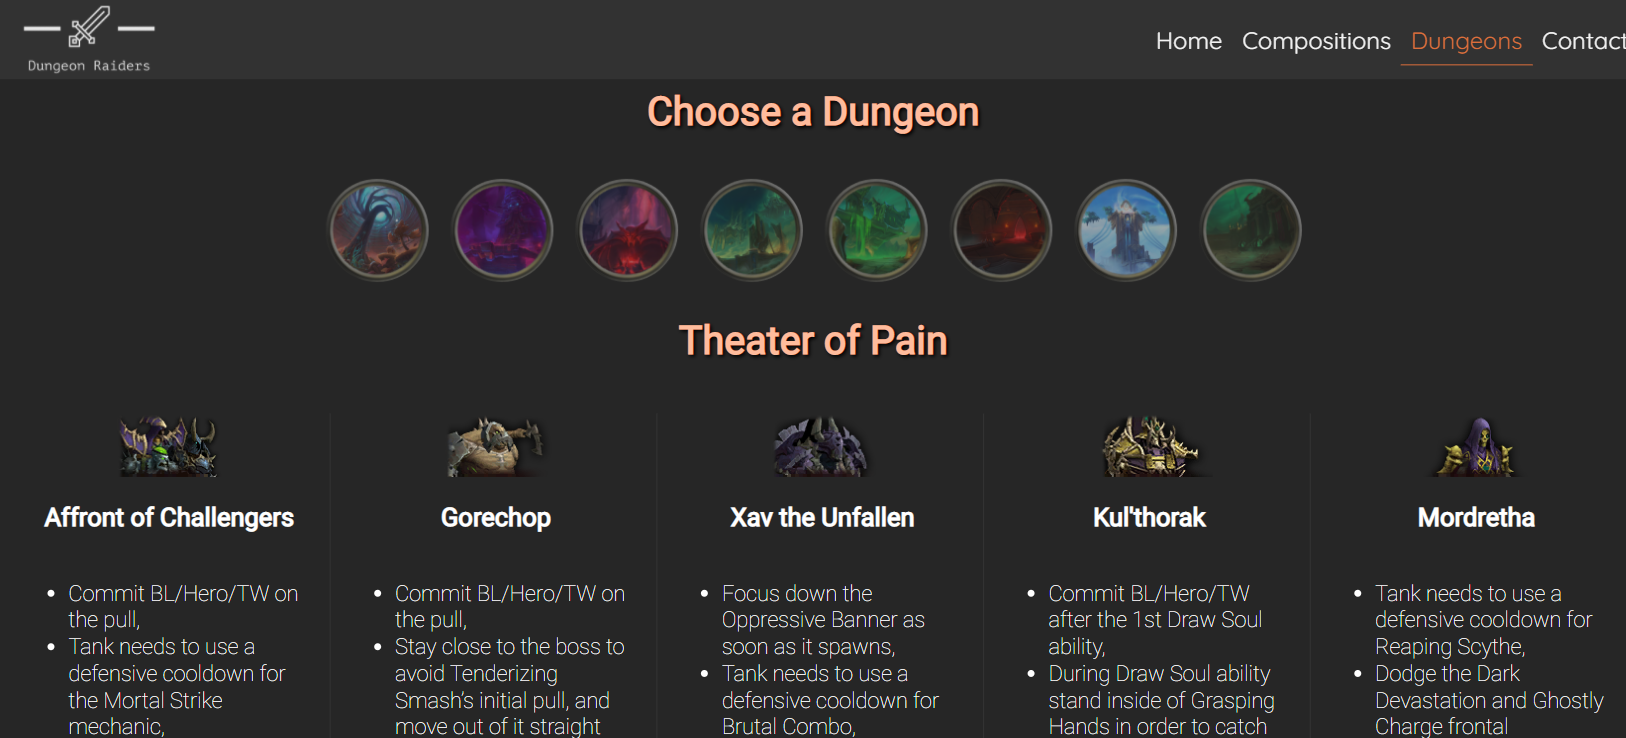 Dungeon Raiders
Home Compositions Dungeons Contact
Choose a Dungeon
Theater of Pain
Affront of Challengers
Commit BL/Hero/TW on
the pull,
Tank needs to use a
defensive cooldown for
the Mortal Strike
mechanic,
Gorechop
Commit BL/Hero/TW on
the pull,
Stay close to the boss to
avoid Tenderizing
Smash's initial pull, and
move out of it straight
Xav the Unfallen
Focus down the
Oppressive Banner as
soon as it spawns,
Tank needs to use a
defensive cooldown for
Brutal Combo,
Kul'thorak
Commit BL/Hero/TW
after the 1st Draw Soul
ability,
During Draw Soul ability
stand inside of Grasping
Hands in order to catch
Mordretha
Tank needs to use a
defensive cooldown for
Reaping Scythe,
Dodge the Dark
Devastation and Ghostly
Charge frontal